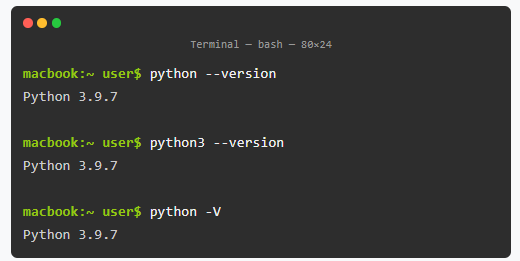 Terminal — bash — 80×24
macbook:~ user$ python --version
Python 3.9.7
macbook:~ user$ python3 --version
Python 3.9.7
macbook:~ user$ python -V
Python 3.9.7